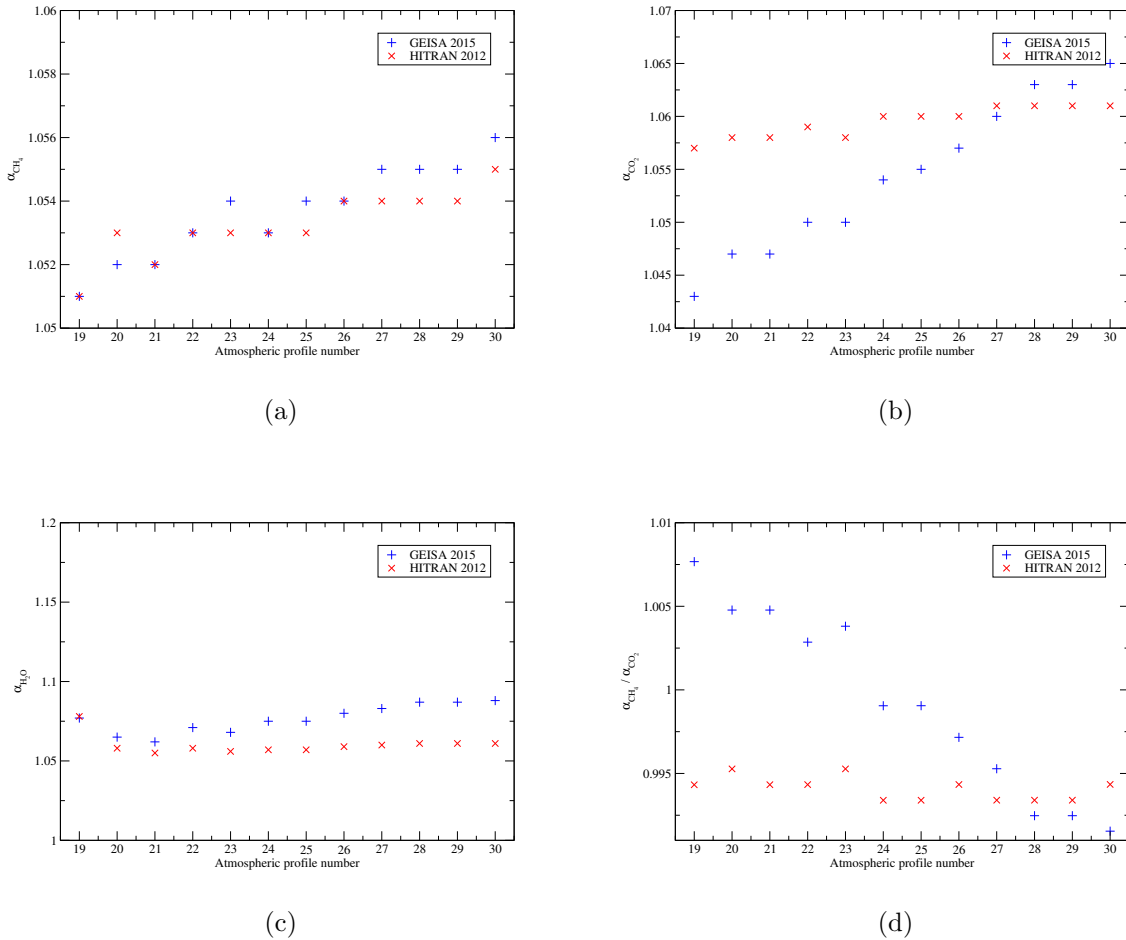 1.06
1.058
1.056
1.054
1.052
1.05
α_CH₄
GEISA 2015
HITRAN 2012
19 20 21 22 23 24 25 26 27 28 29 30
Atmospheric profile number
(a)
1.07
1.065
1.06
1.055
1.05
1.045
1.04
α_CO₂
GEISA 2015
HITRAN 2012
19 20 21 22 23 24 25 26 27 28 29 30
Atmospheric profile number
(b)
1.2
1.15
1.1
1.05
1
α_H₂O
GEISA 2015
HITRAN 2012
19 20 21 22 23 24 25 26 27 28 29 30
Atmospheric profile number
(c)
1.01
1.005
1
0.995
α_CH₄ / α_CO₂
GEISA 2015
HITRAN 2012
19 20 21 22 23 24 25 26 27 28 29 30
Atmospheric profile number
(d)